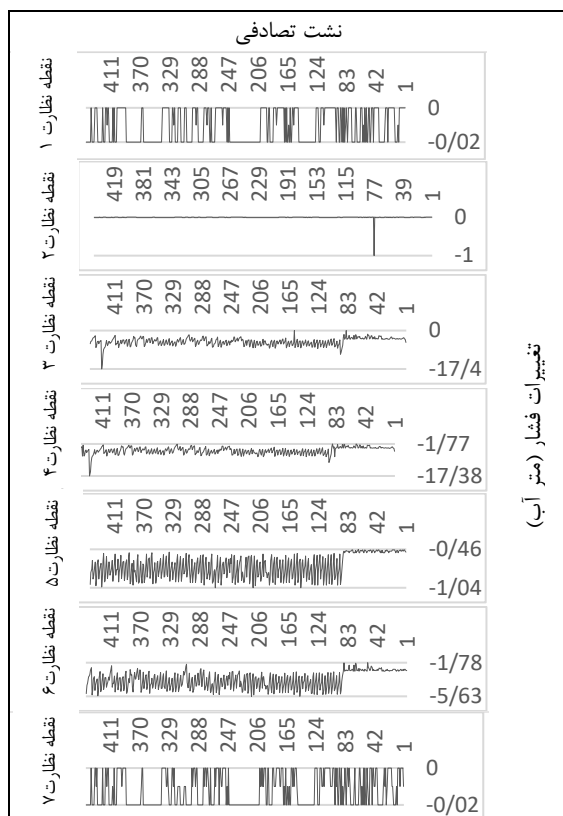 نشت تصادفی
نقطه نظارت ۱
411 370 329 288 247 206 165 124 83 42 1
0
-0/02
نقطه نظارت ۲
419 381 343 305 267 229 191 153 115 77 39 1
0
-1
نقطه نظارت ۳
411 370 329 288 247 206 165 124 83 42 1
0
-17/4
نقطه نظارت ۴
411 370 329 288 247 206 165 124 83 42 1
-1/77
-17/38
نقطه نظارت ۵
411 370 329 288 247 206 165 124 83 42 1
-0/46
-1/04
نقطه نظارت ۶
411 370 329 288 247 206 165 124 83 42 1
-1/78
-5/63
نقطه نظارت ۷
411 370 329 288 247 206 165 124 83 42 1
0
-0/02
تغییرات فشار (متر آب)